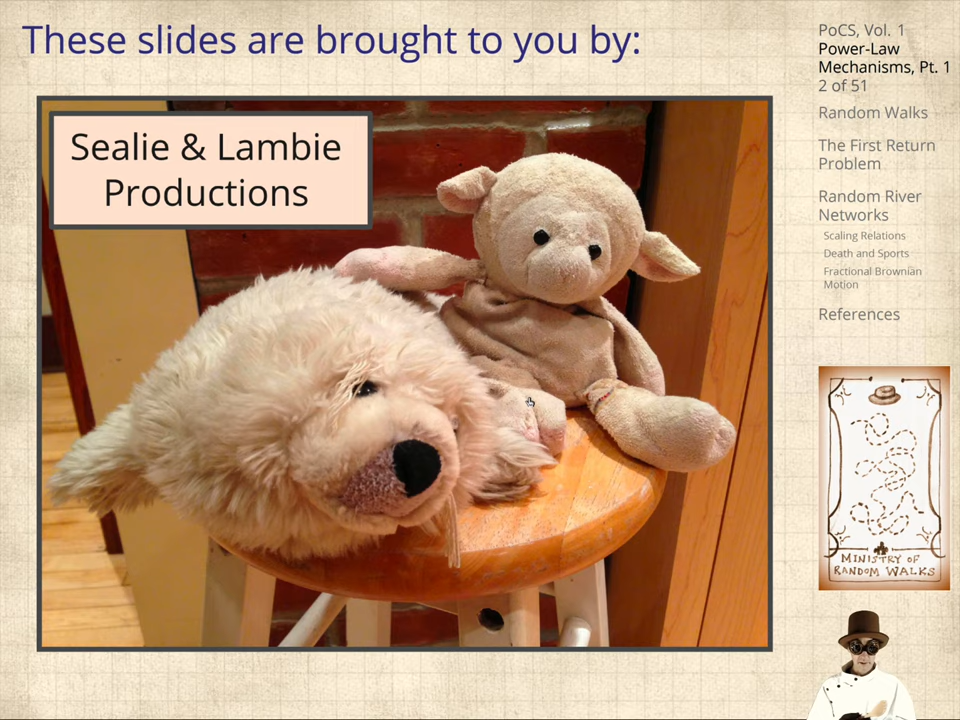 These slides are brought to you by:
Sealie & Lambie
Productions
PoCS, Vol. 1
Power-Law
Mechanisms, Pt. 1
2 of 51
Random Walks
The First Return
Problem
Random River
Networks
Scaling Relations
Death and Sports
Fractional Brownian
Motion
References
MINISTRY OF
RANDOM WALKS